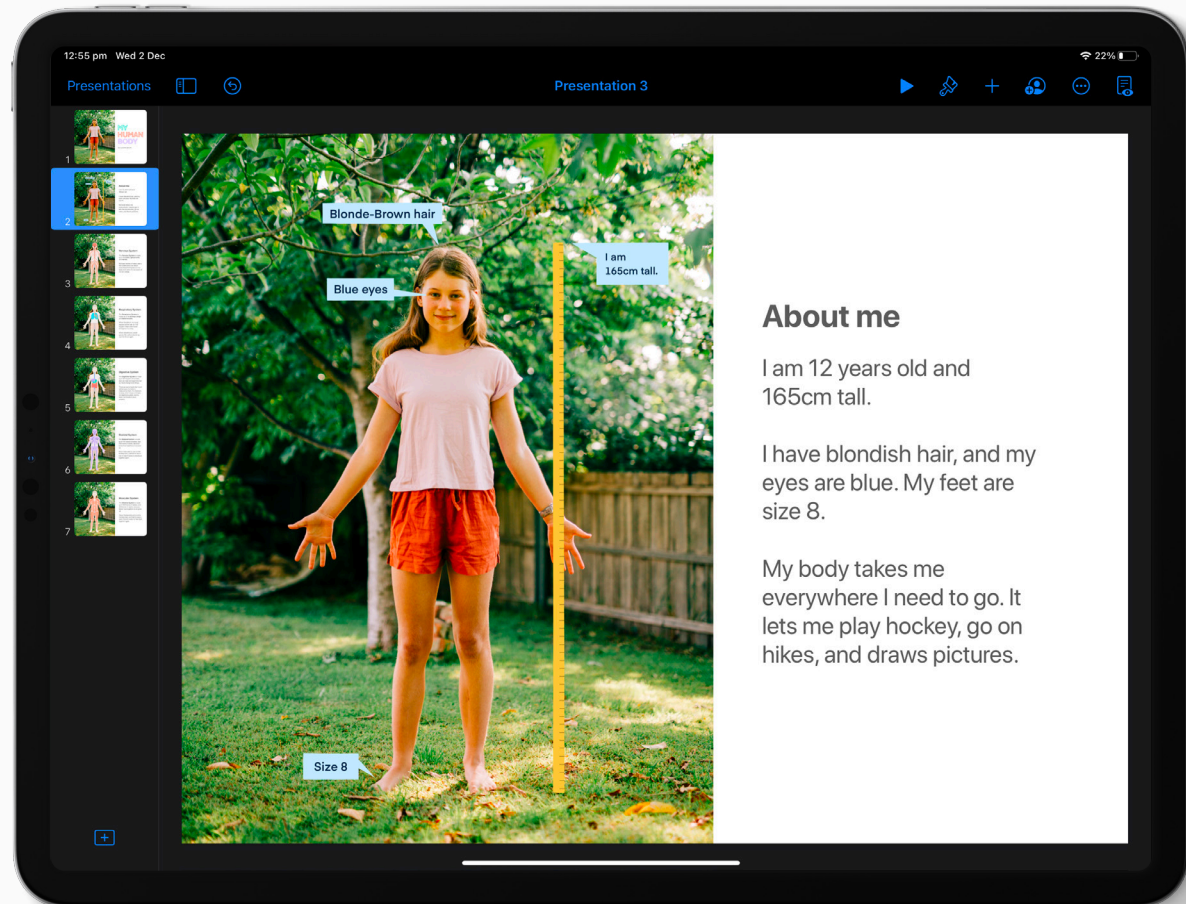 12:55 pm Wed 2 Dec
22%
Presentations
Presentation 3
1
MY
HUMAN
BODY
2
3
4
5
6
7
Blonde-Brown hair
Blue eyes
I am
165cm tall.
Size 8
About me
I am 12 years old and
165cm tall.
I have blondish hair, and my
eyes are blue. My feet are
size 8.
My body takes me
everywhere I need to go. It
lets me play hockey, go on
hikes, and draws pictures.